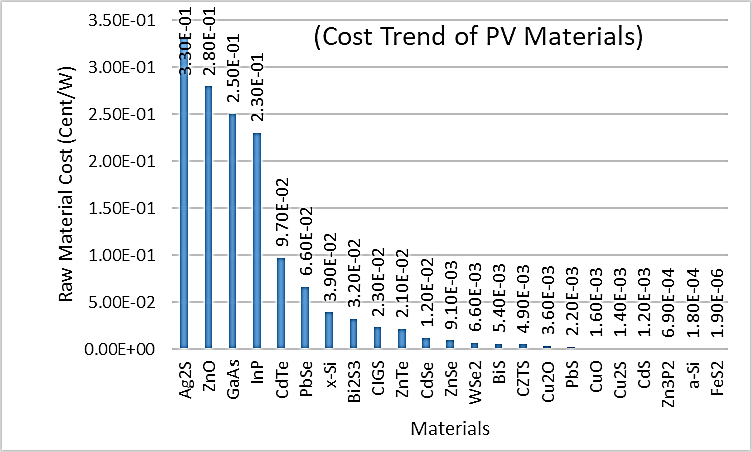 (Cost Trend of PV Materials)
Raw Material Cost (Cent/W)
3.50E-01
3.00E-01
2.50E-01
2.00E-01
1.50E-01
1.00E-01
5.00E-02
0.00E+00
3.30E-01
2.80E-01
2.50E-01
2.30E-01
9.70E-02
6.60E-02
3.90E-02
3.20E-02
2.30E-02
2.10E-02
1.20E-02
9.10E-03
6.60E-03
5.40E-03
4.90E-03
3.60E-03
2.20E-03
1.60E-03
1.40E-03
1.20E-03
6.90E-04
1.80E-04
1.90E-06
Ag2S
ZnO
GaAs
InP
CdTe
PbSe
x-Si
Bi2S3
CIGS
ZnTe
CdSe
ZnSe
WSe2
BiS
CZTS
Cu2O
PbS
CuO
Cu2S
CdS
Zn3P2
a-Si
FeS2
Materials